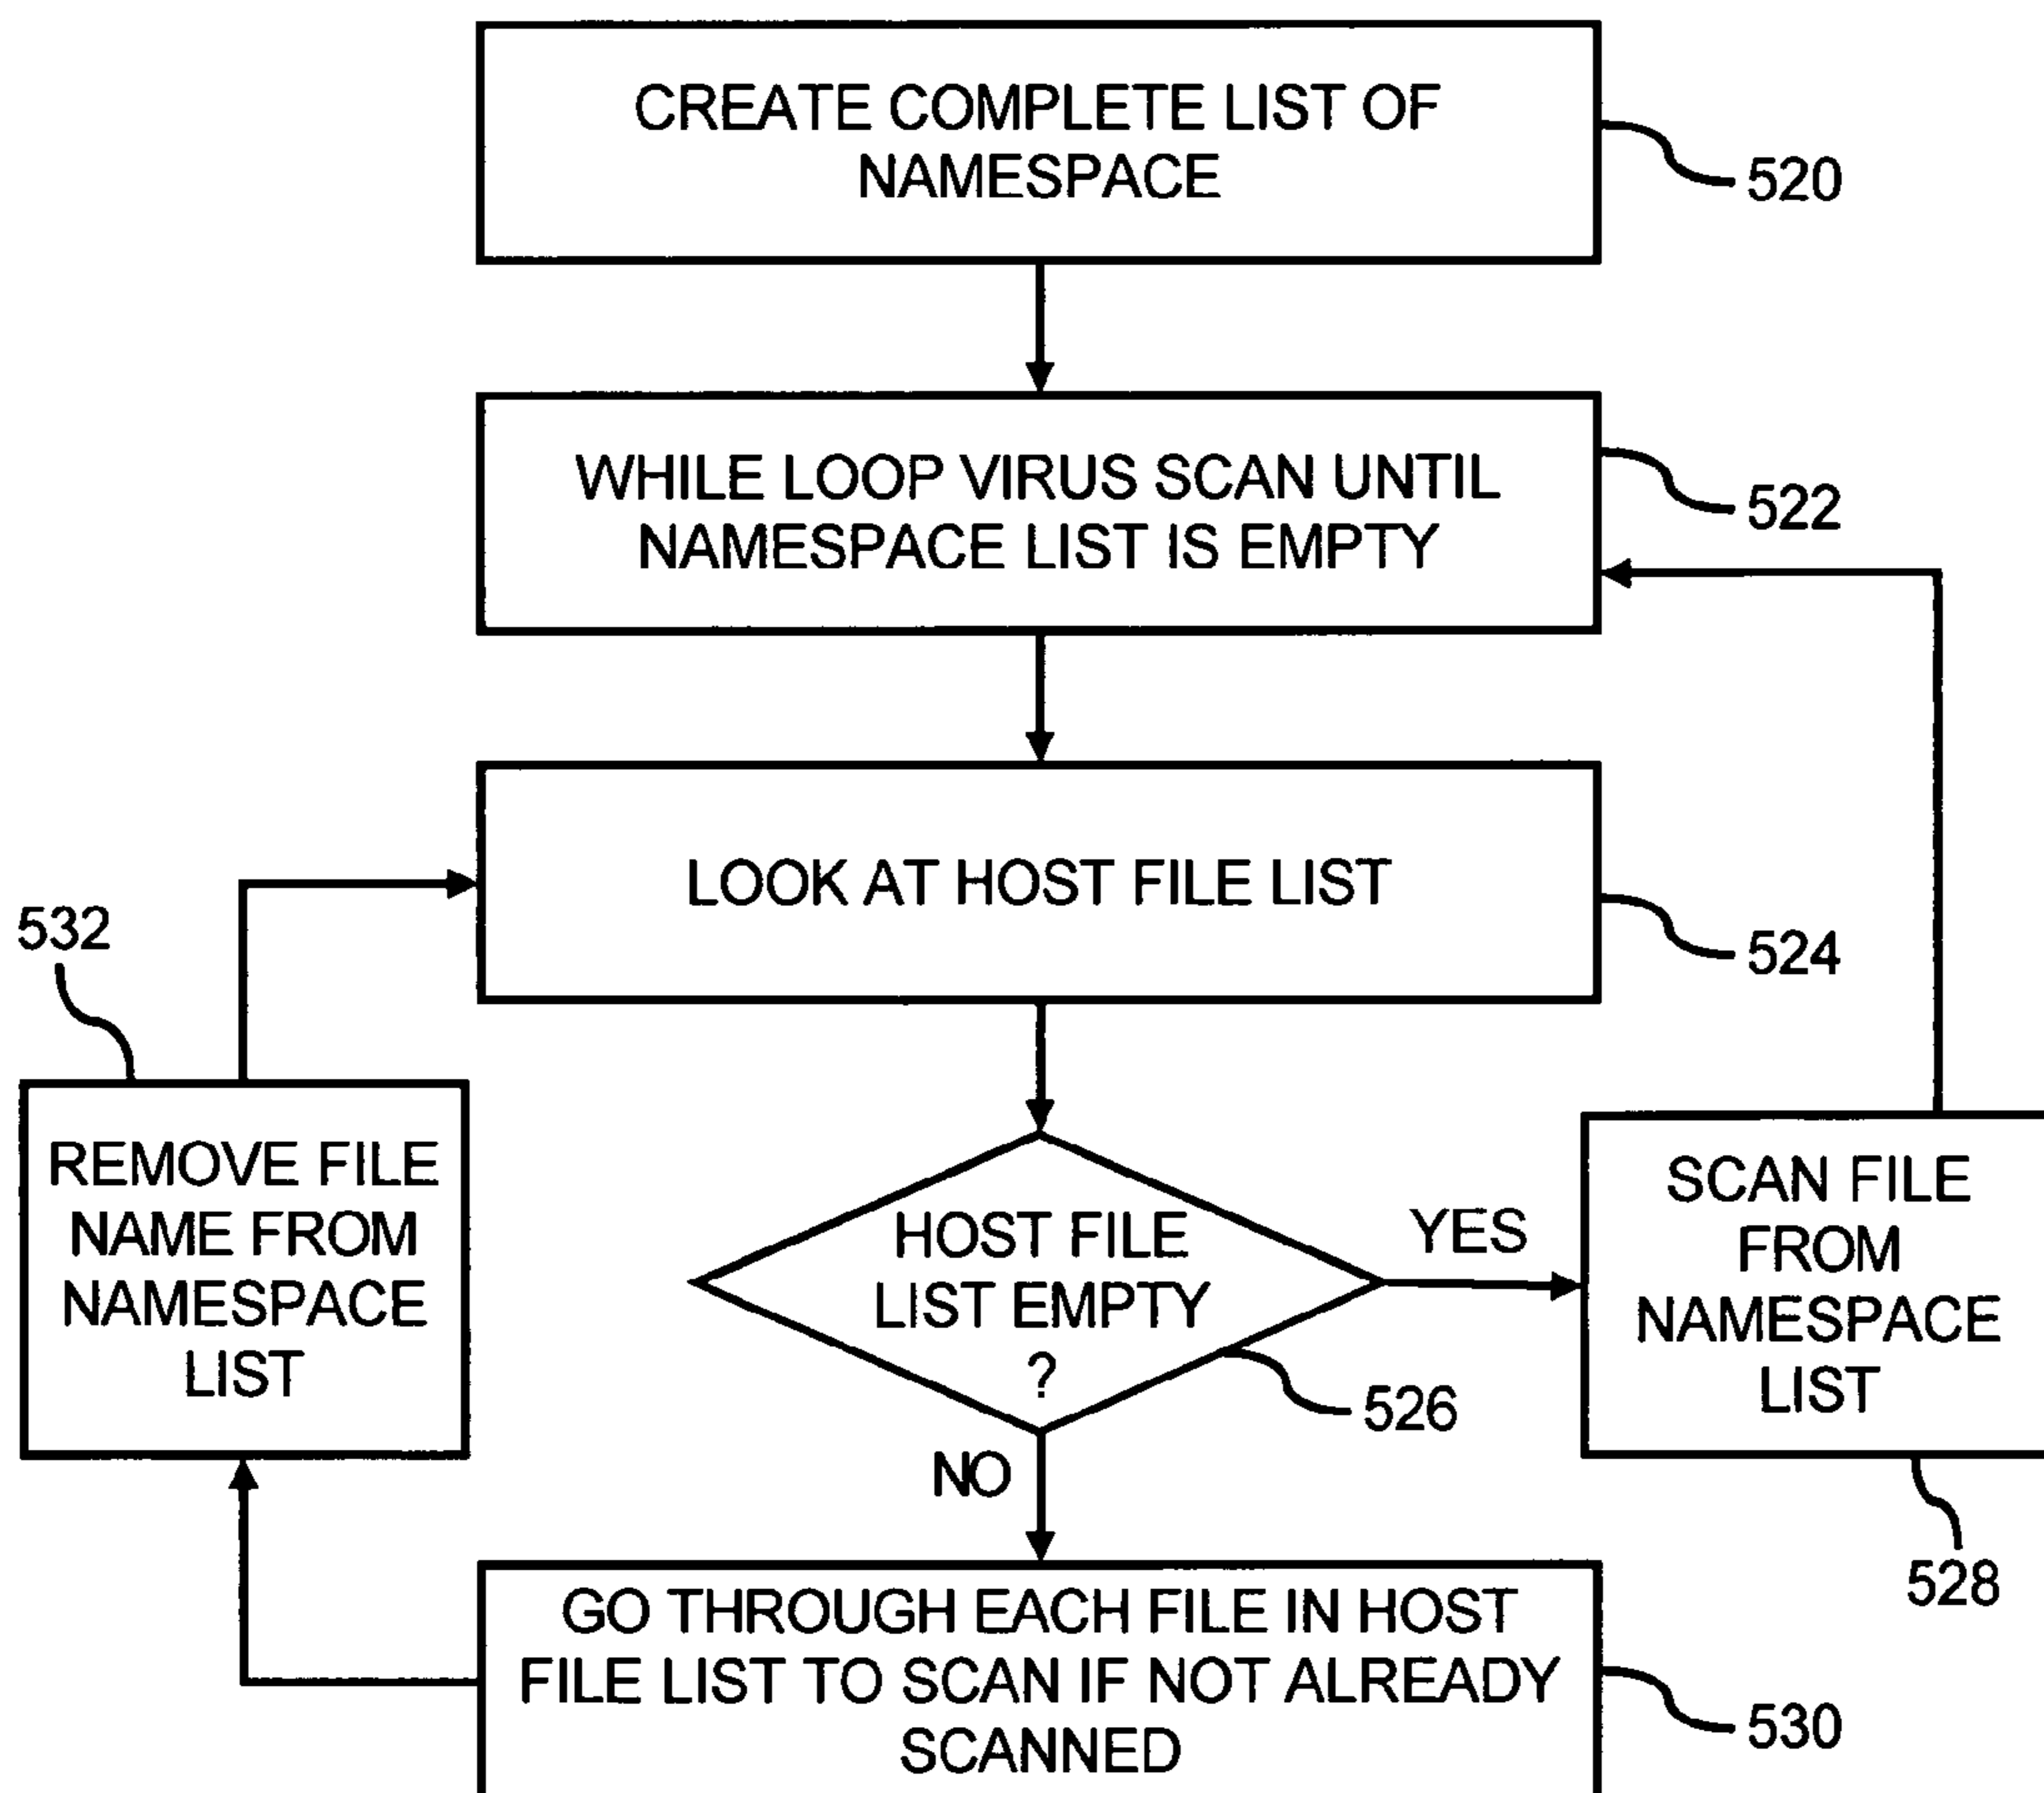 CREATE COMPLETE LIST OF
NAMESPACE
520
WHILE LOOP VIRUS SCAN UNTIL
NAMESPACE LIST IS EMPTY
522
LOOK AT HOST FILE LIST
524
532
REMOVE FILE
NAME FROM
NAMESPACE
LIST
HOST FILE
LIST EMPTY
?
526
YES
SCAN FILE
FROM
NAMESPACE
LIST
528
NO
GO THROUGH EACH FILE IN HOST
FILE LIST TO SCAN IF NOT ALREADY
SCANNED
530